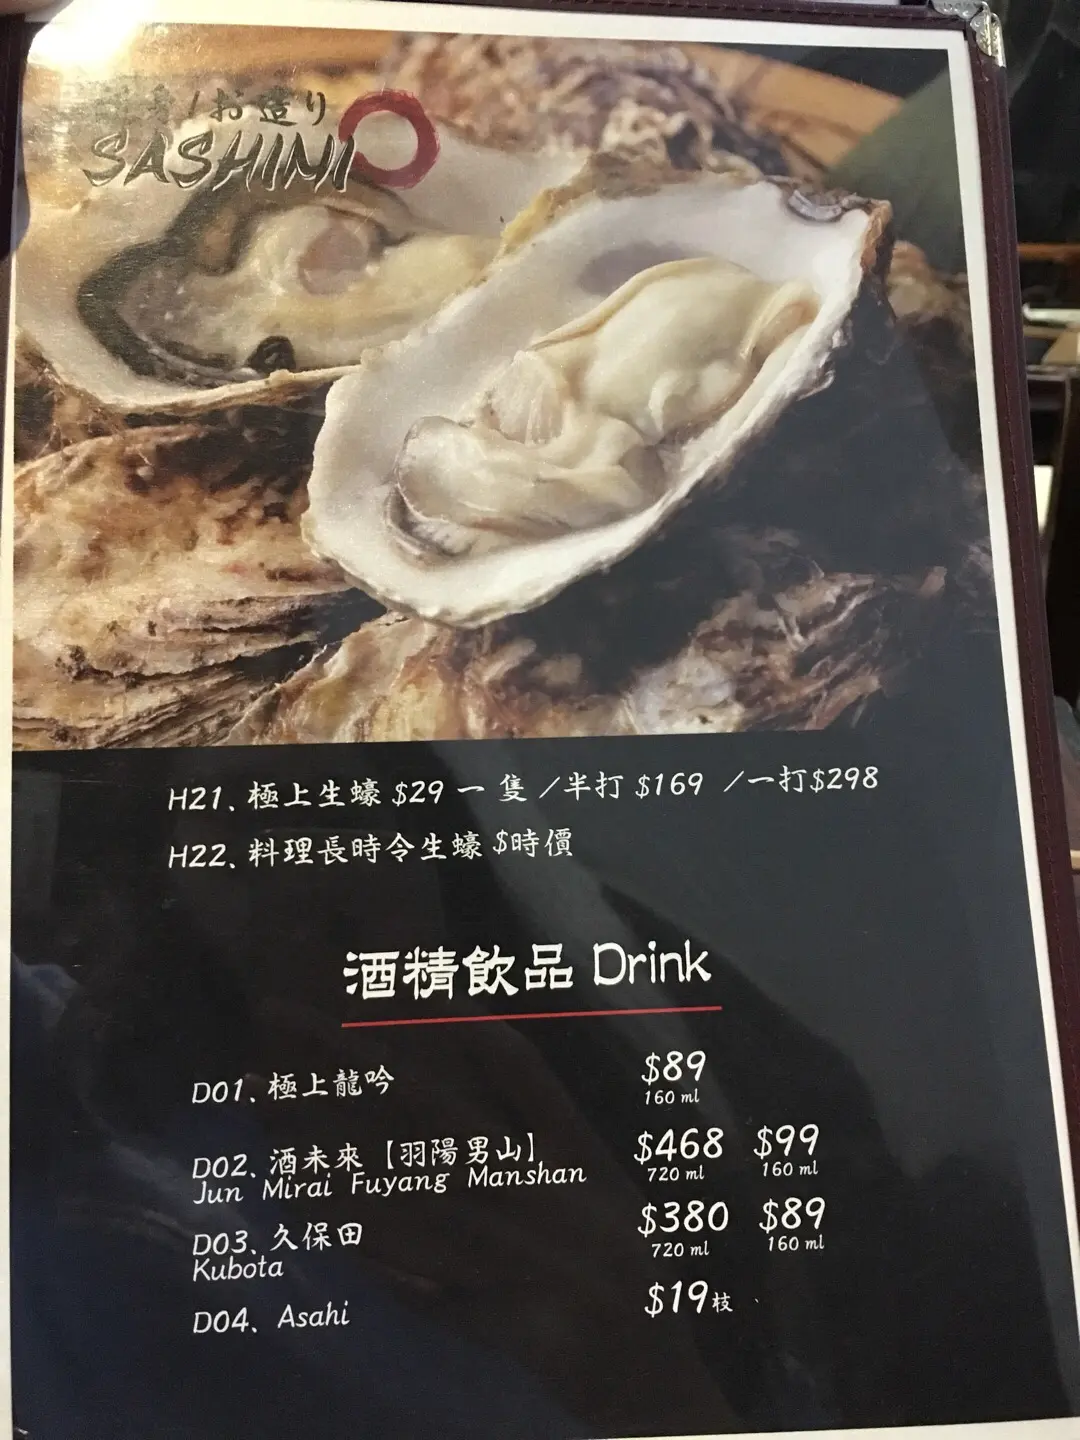 /お造り
SASHIMI
H21、極上生蠔 $29 一 隻 /半打 $169 /一打$298
H22、料理長時令生蠔 $時價
酒精飲品 Drink
D01、極上龍吟 $89
160 ml
D02、酒未來【羽陽男山】 $468 $99
Jun Mirai Fuyang Manshan 720 ml 160 ml
D03、久保田 $380 $89
Kubota 720 ml 160 ml
D04、Asahi $19枝